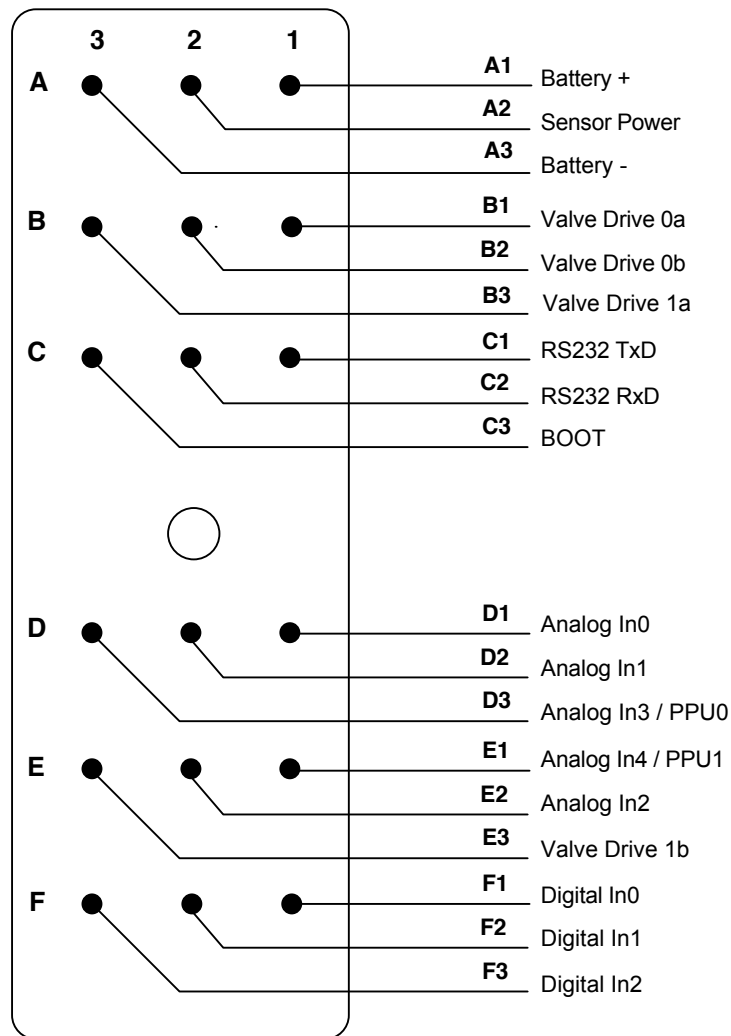 3 2 1
A
A1 Battery +
A2 Sensor Power
A3 Battery -
B
B1 Valve Drive 0a
B2 Valve Drive 0b
B3 Valve Drive 1a
C
C1 RS232 TxD
C2 RS232 RxD
C3 BOOT
D
D1 Analog In0
D2 Analog In1
D3 Analog In3 / PPU0
E
E1 Analog In4 / PPU1
E2 Analog In2
E3 Valve Drive 1b
F
F1 Digital In0
F2 Digital In1
F3 Digital In2